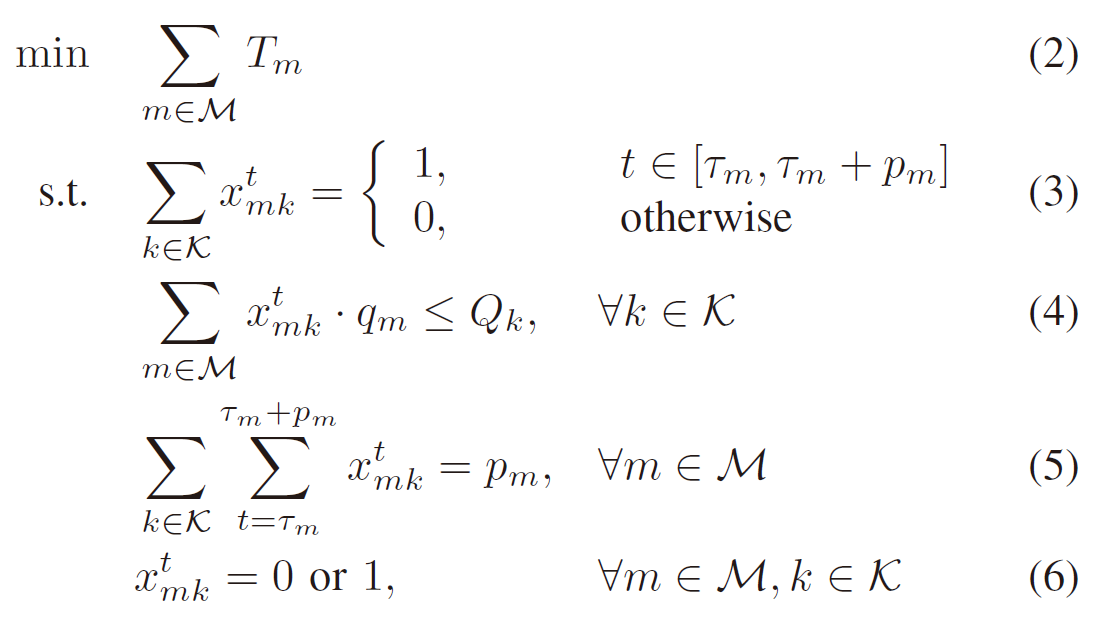 min ∑_{m∈ℳ} T_m (2)
s.t. ∑_{k∈𝒦} x^t_{mk} = { 1, t ∈ [τ_m, τ_m + p_m] (3)
0, otherwise
∑_{m∈ℳ} x^t_{mk} · q_m ≤ Q_k, ∀k ∈ 𝒦 (4)
∑_{k∈𝒦} ∑_{t=τ_m}^{τ_m+p_m} x^t_{mk} = p_m, ∀m ∈ ℳ (5)
x^t_{mk} = 0 or 1, ∀m ∈ ℳ, k ∈ 𝒦 (6)